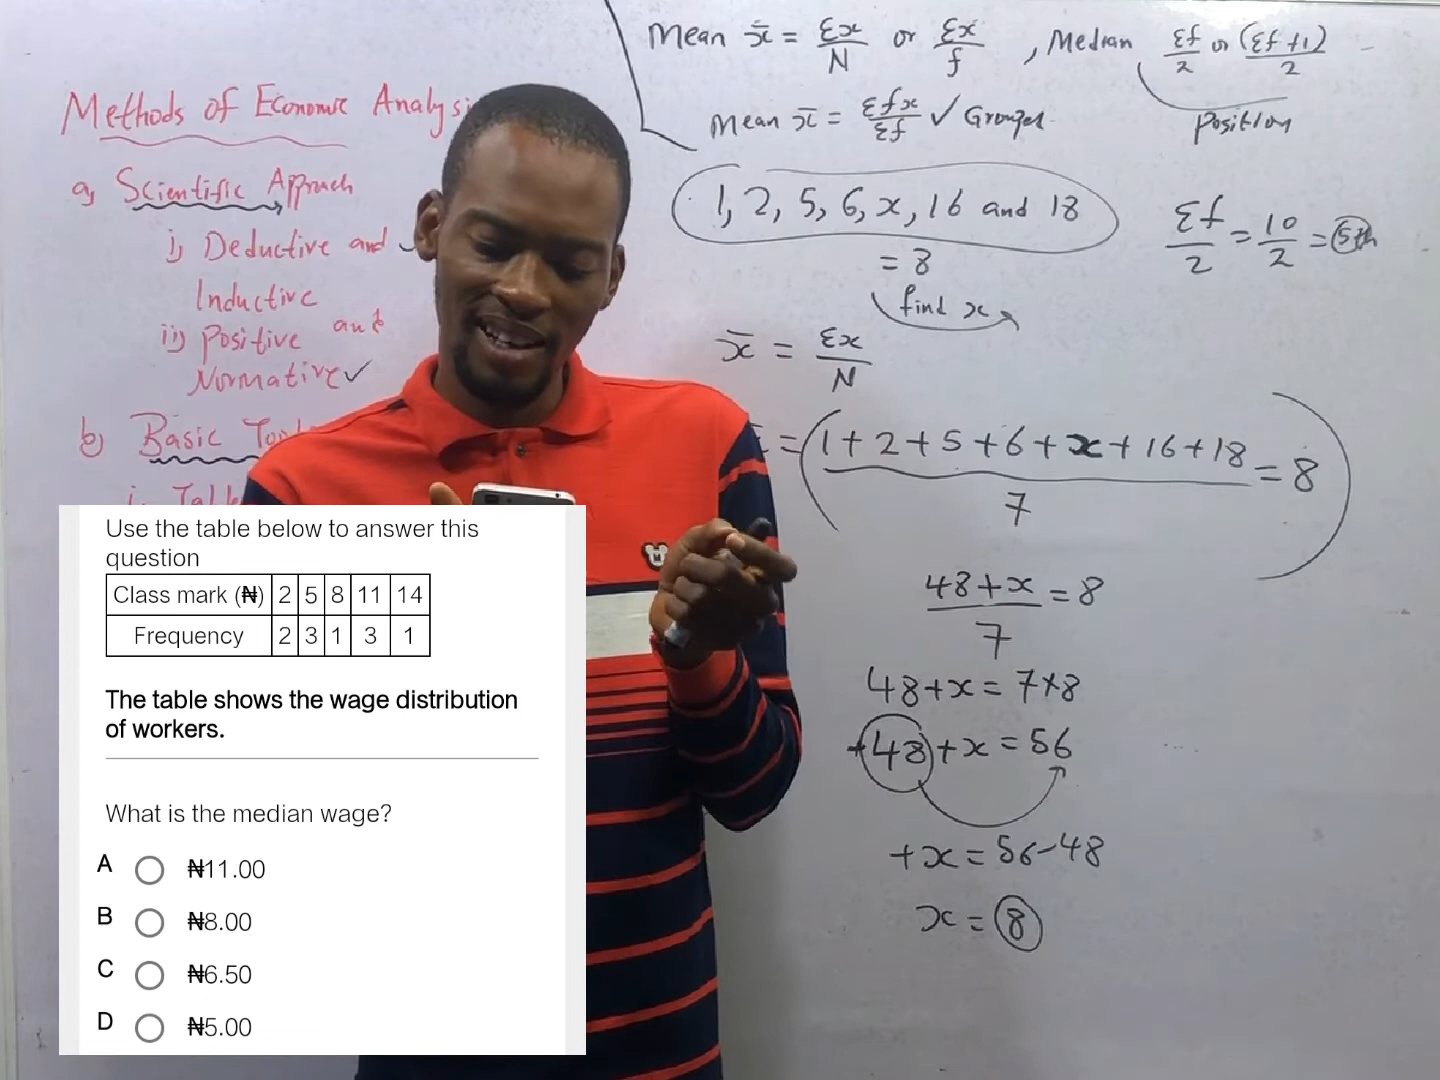 Mean x̄ = Σx/N or Σx/f , Median Σf/2 or (Σf+1)/2
Mean x̄ = Σfx/Σf ✓ Grouped
Position
Methods of Economic Analysis
a) Scientific Approach
i) Deductive and
Inductive
ii) Positive and
Normative ✓
b) Basic
1, 2, 5, 6, x, 16 and 18
= 8
find x
Σf/2 = 10/2 = 5th
x̄ = Σx/N
= (1+2+5+6+x+16+18)/7 = 8
(48+x)/7 = 8
48+x = 7×8
+48+x = 56
+x = 56-48
x = 8
Use the table below to answer this
question
Class mark (₦) 2 5 8 11 14
Frequency 2 3 1 3 1
The table shows the wage distribution
of workers.
What is the median wage?
A ₦11.00
B ₦8.00
C ₦6.50
D ₦5.00